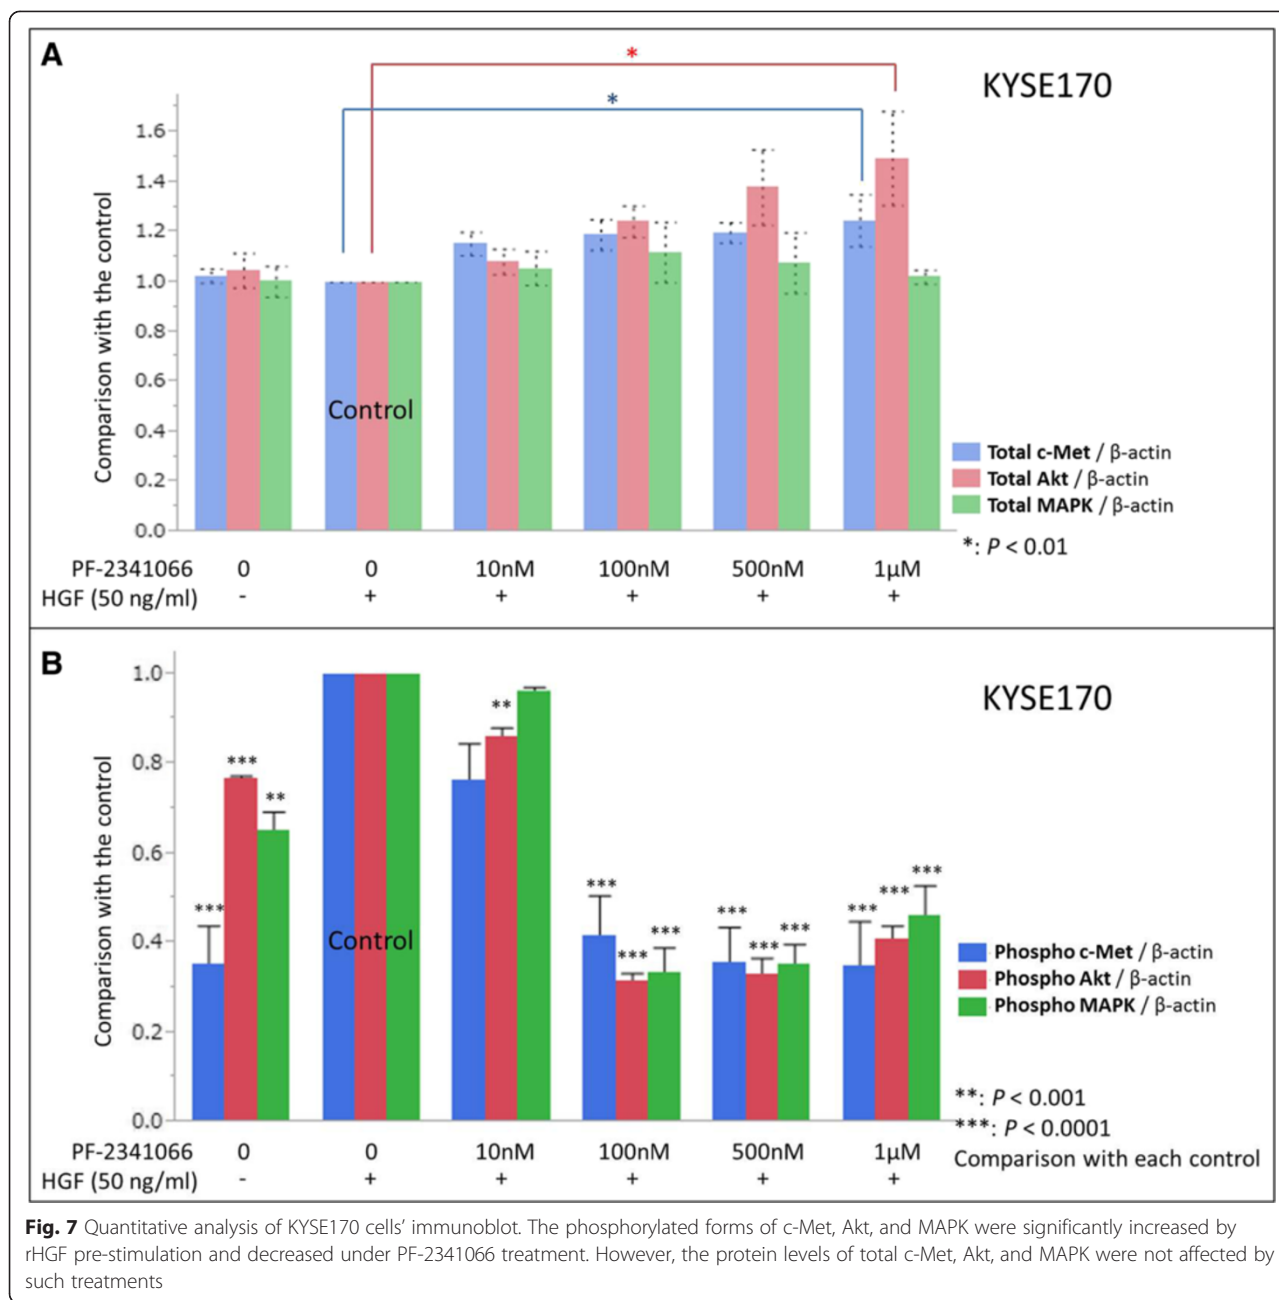 A
*
KYSE170
*
1.6
1.4
1.2
1.0
0.8
0.6
0.4
0.2
0.0
Comparison with the control
Control
Total c-Met / β-actin
Total Akt / β-actin
Total MAPK / β-actin
*: P < 0.01
PF-2341066 0 0 10nM 100nM 500nM 1μM
HGF (50 ng/ml) - + + + + +
B
KYSE170
1.0
0.8
0.6
0.4
0.2
0.0
Comparison with the control
*** *** **
Control
**
*** *** ***
*** *** ***
*** *** ***
Phospho c-Met / β-actin
Phospho Akt / β-actin
Phospho MAPK / β-actin
**: P < 0.001
***: P < 0.0001
Comparison with each control
PF-2341066 0 0 10nM 100nM 500nM 1μM
HGF (50 ng/ml) - + + + + +
Fig. 7 Quantitative analysis of KYSE170 cells' immunoblot. The phosphorylated forms of c-Met, Akt, and MAPK were significantly increased by
rHGF pre-stimulation and decreased under PF-2341066 treatment. However, the protein levels of total c-Met, Akt, and MAPK were not affected by
such treatments